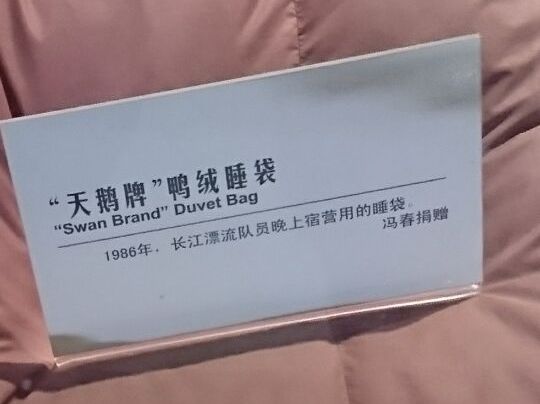 “天鹅牌”鸭绒睡袋
“Swan Brand” Duvet Bag
1986年，长江漂流队员晚上宿营用的睡袋。
冯春捐赠